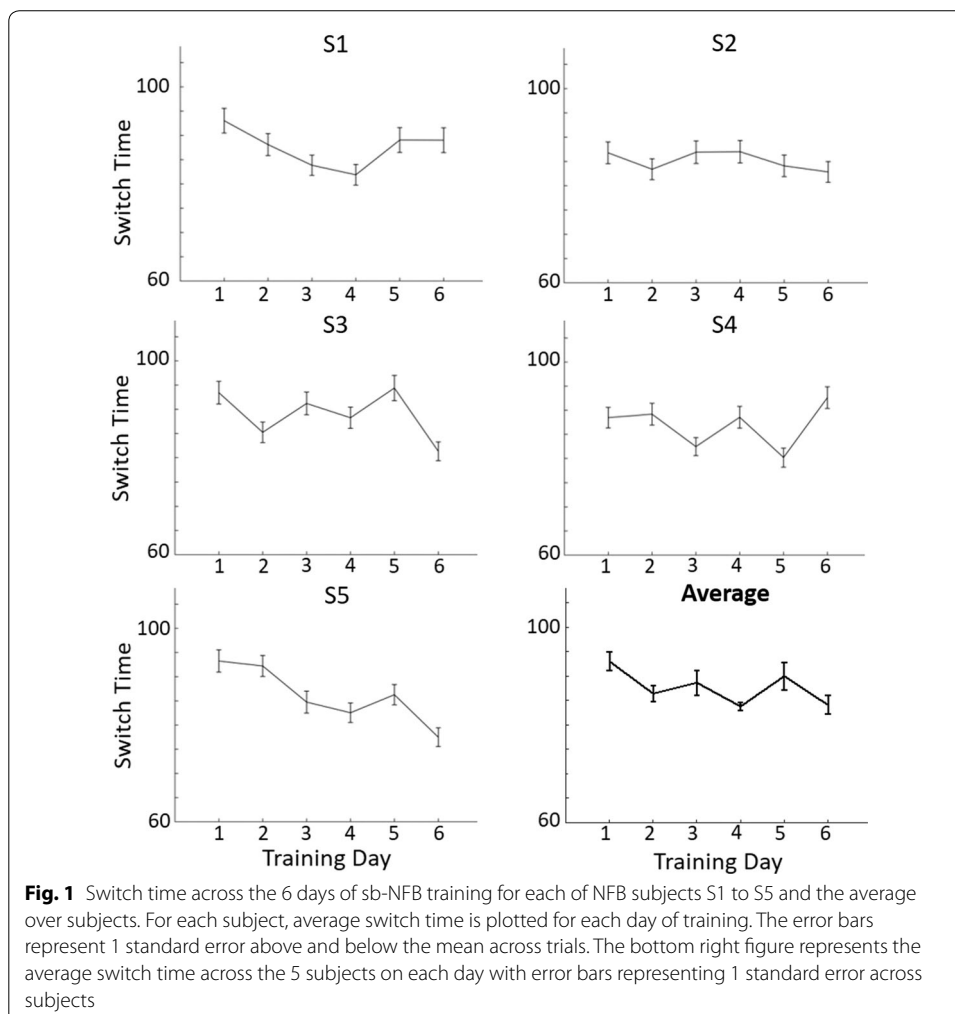 S1
S2
100
100
Switch Time
60
60
1 2 3 4 5 6
1 2 3 4 5 6
S3
S4
100
100
Switch Time
60
60
1 2 3 4 5 6
1 2 3 4 5 6
S5
Average
100
100
Switch Time
60
60
1 2 3 4 5 6
1 2 3 4 5 6
Training Day
Training Day
Fig. 1 Switch time across the 6 days of sb-NFB training for each of NFB subjects S1 to S5 and the average
over subjects. For each subject, average switch time is plotted for each day of training. The error bars
represent 1 standard error above and below the mean across trials. The bottom right figure represents the
average switch time across the 5 subjects on each day with error bars representing 1 standard error across
subjects